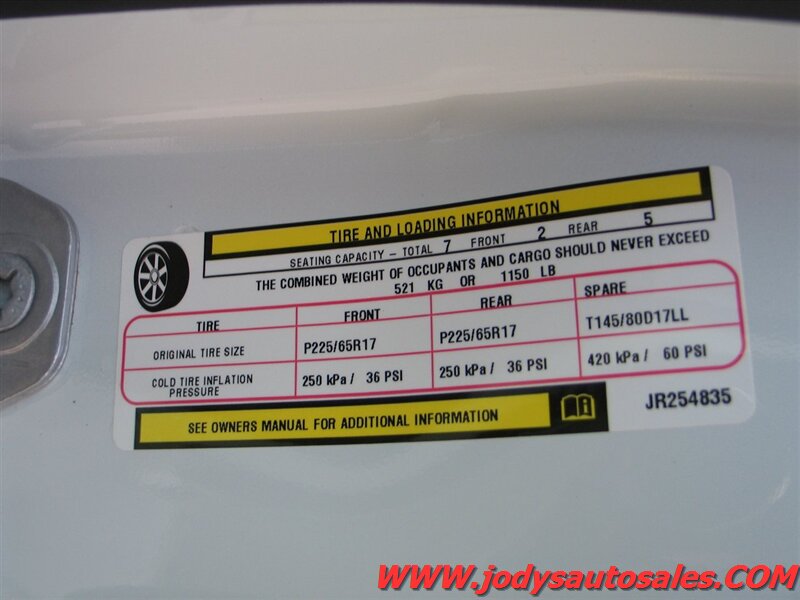 TIRE AND LOADING INFORMATION
SEATING CAPACITY – TOTAL 7 FRONT 2 REAR 5
THE COMBINED WEIGHT OF OCCUPANTS AND CARGO SHOULD NEVER EXCEED
521 KG OR 1150 LB
TIRE FRONT REAR SPARE
ORIGINAL TIRE SIZE P225/65R17 P225/65R17 T145/80D17LL
COLD TIRE INFLATION
PRESSURE 250 kPa / 36 PSI 250 kPa / 36 PSI 420 kPa / 60 PSI
SEE OWNERS MANUAL FOR ADDITIONAL INFORMATION
JR254835
WWW.jodysautosales.COM